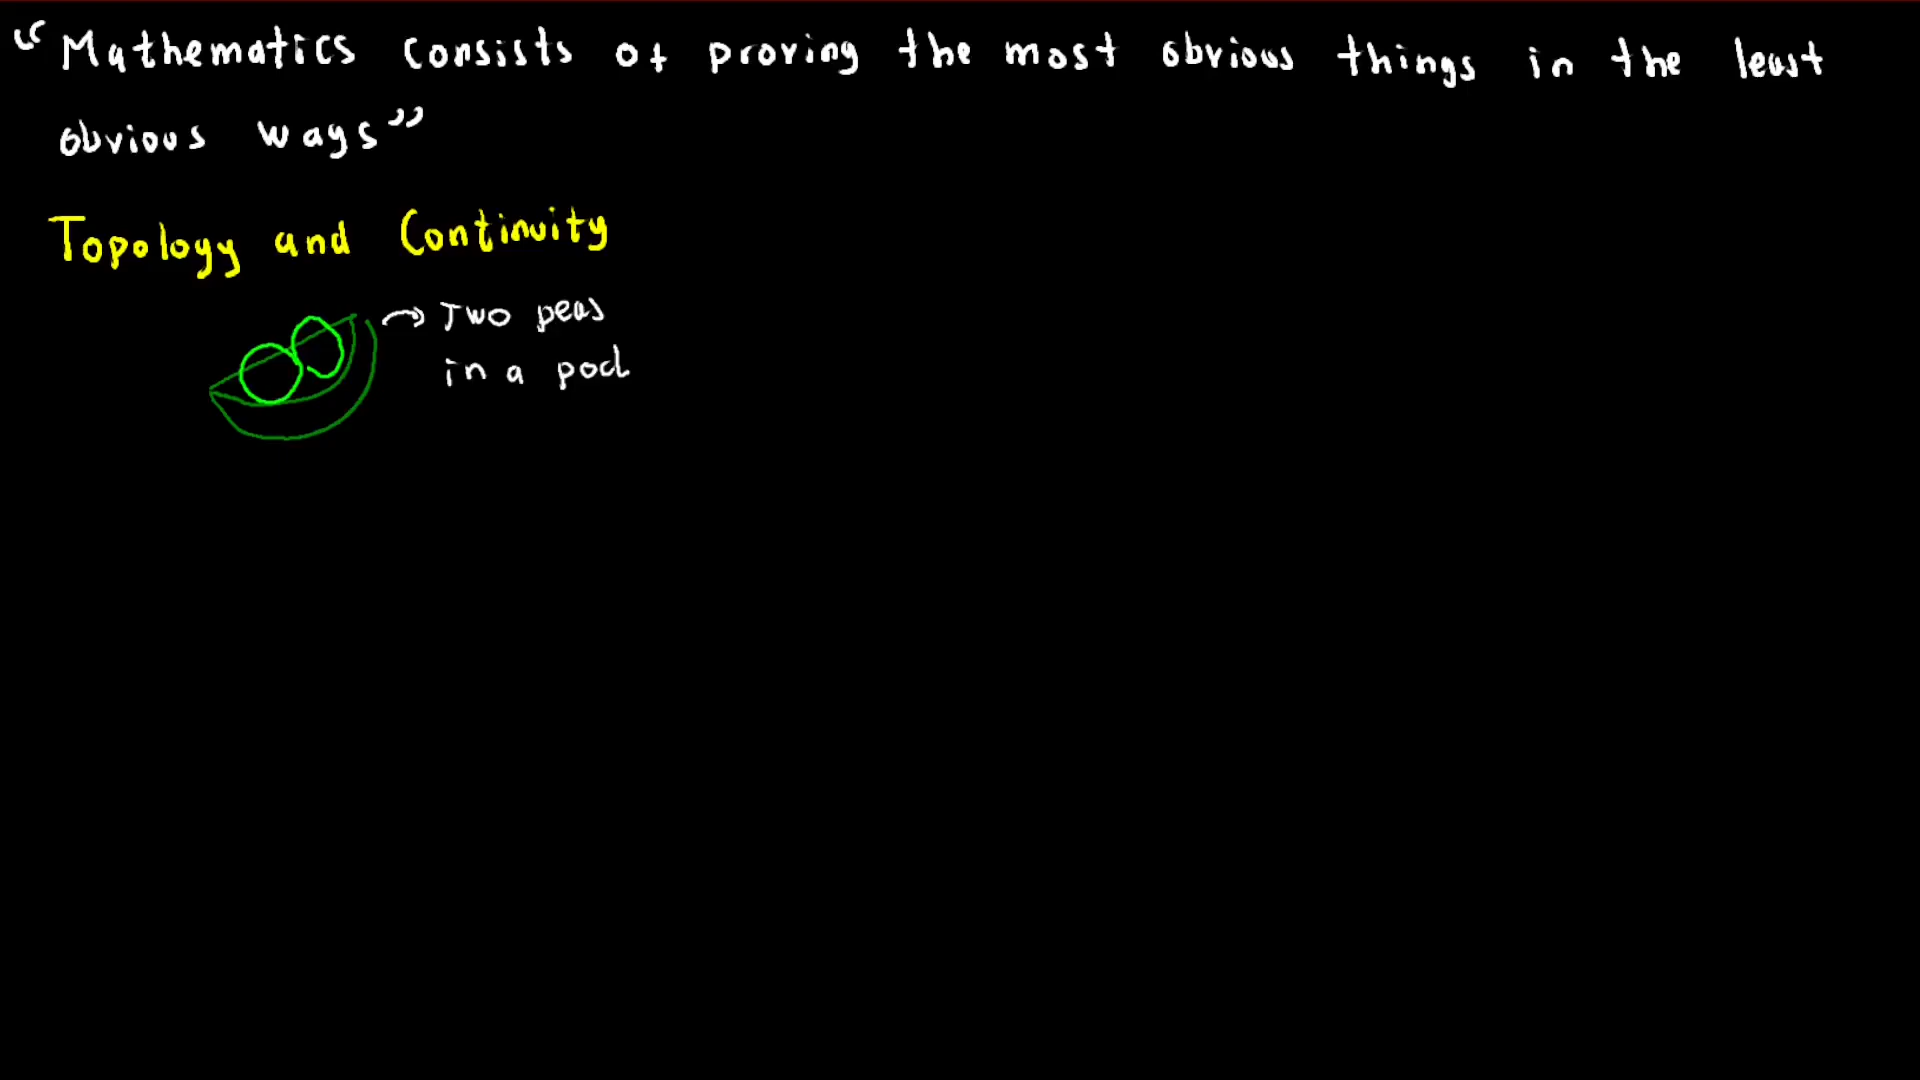 “Mathematics consists of proving the most obvious things in the least
obvious ways”
Topology and Continuity
Two peas
in a pod